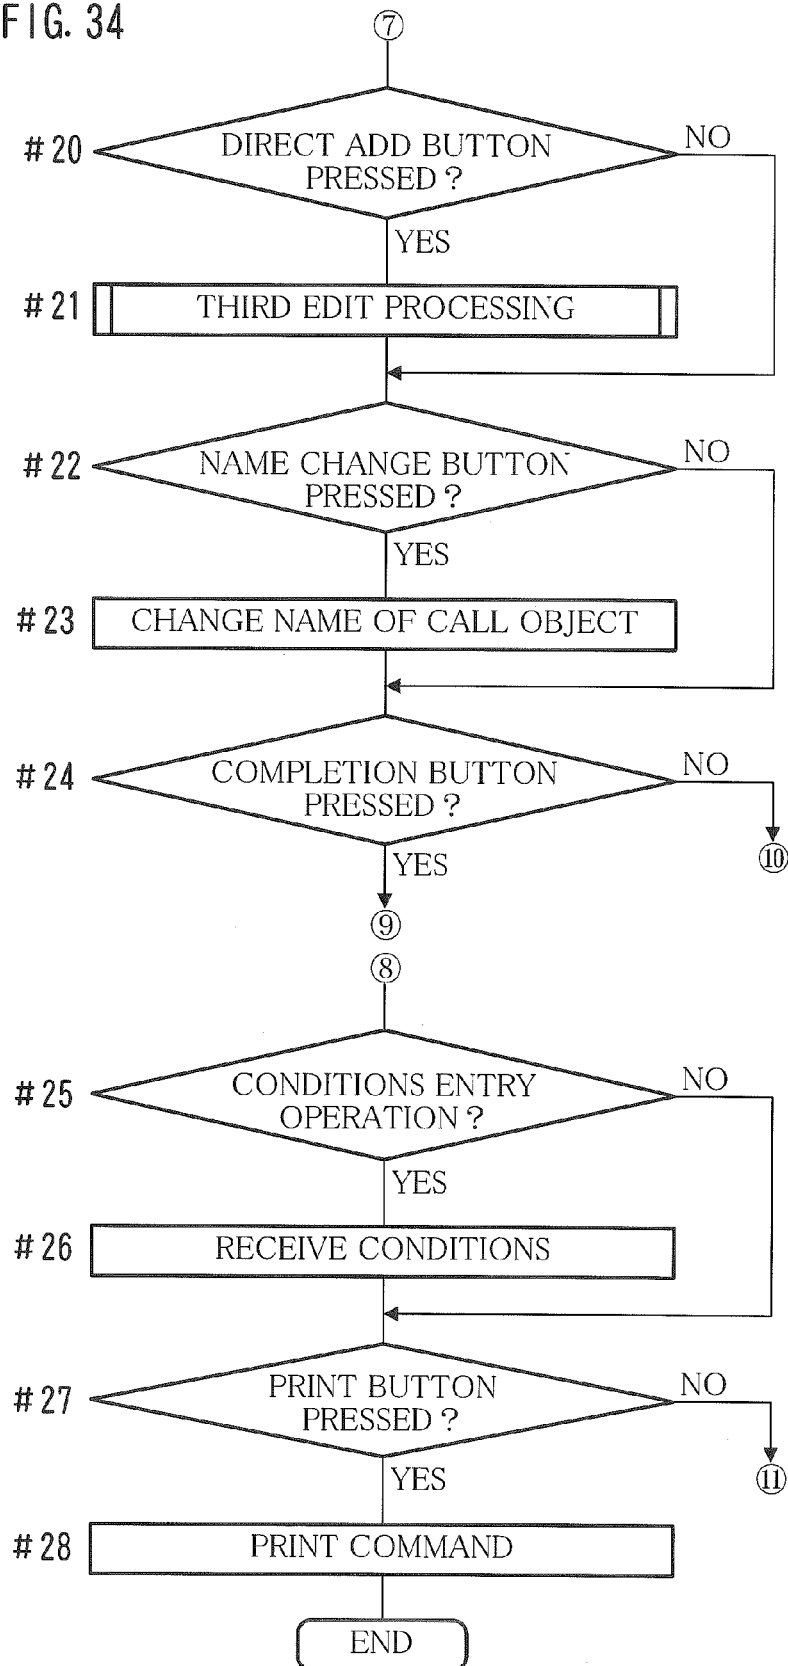 FIG. 34
⑦
#20
DIRECT ADD BUTTON
PRESSED?
NO
YES
#21
THIRD EDIT PROCESSING
#22
NAME CHANGE BUTTON
PRESSED?
NO
YES
#23
CHANGE NAME OF CALL OBJECT
#24
COMPLETION BUTTON
PRESSED?
NO
⑩
YES
⑨
⑧
#25
CONDITIONS ENTRY
OPERATION?
NO
YES
#26
RECEIVE CONDITIONS
#27
PRINT BUTTON
PRESSED?
NO
⑪
YES
#28
PRINT COMMAND
END